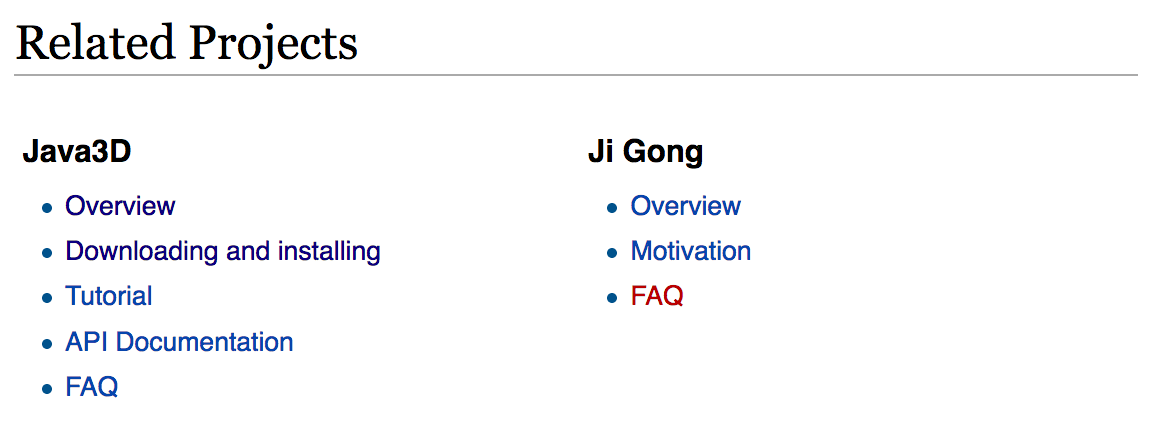 Related Projects
Java3D
Overview
Downloading and installing
Tutorial
API Documentation
FAQ
Ji Gong
Overview
Motivation
FAQ